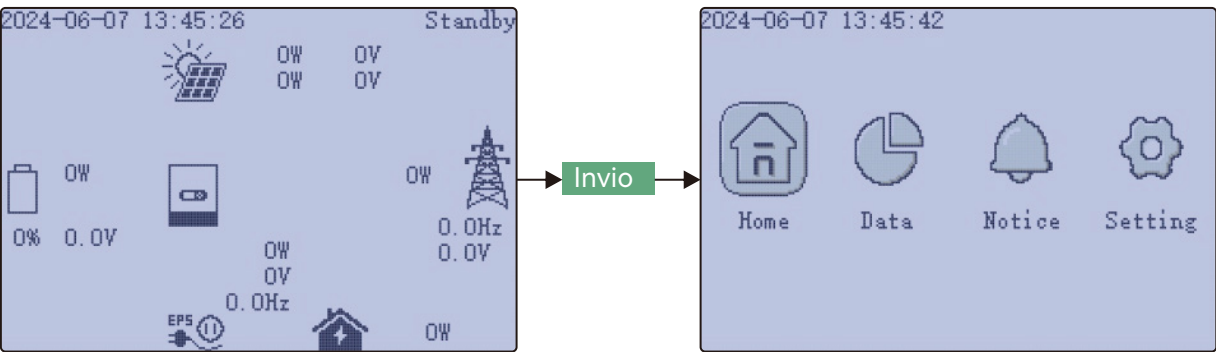 2024-06-07 13:45:26 Standby
0W 0V
0W 0V
0W
0W
0% 0.0V
0.0Hz
0.0V
0W
0V
0.0Hz
EPS
0W
Invio
2024-06-07 13:45:42
Home Data Notice Setting